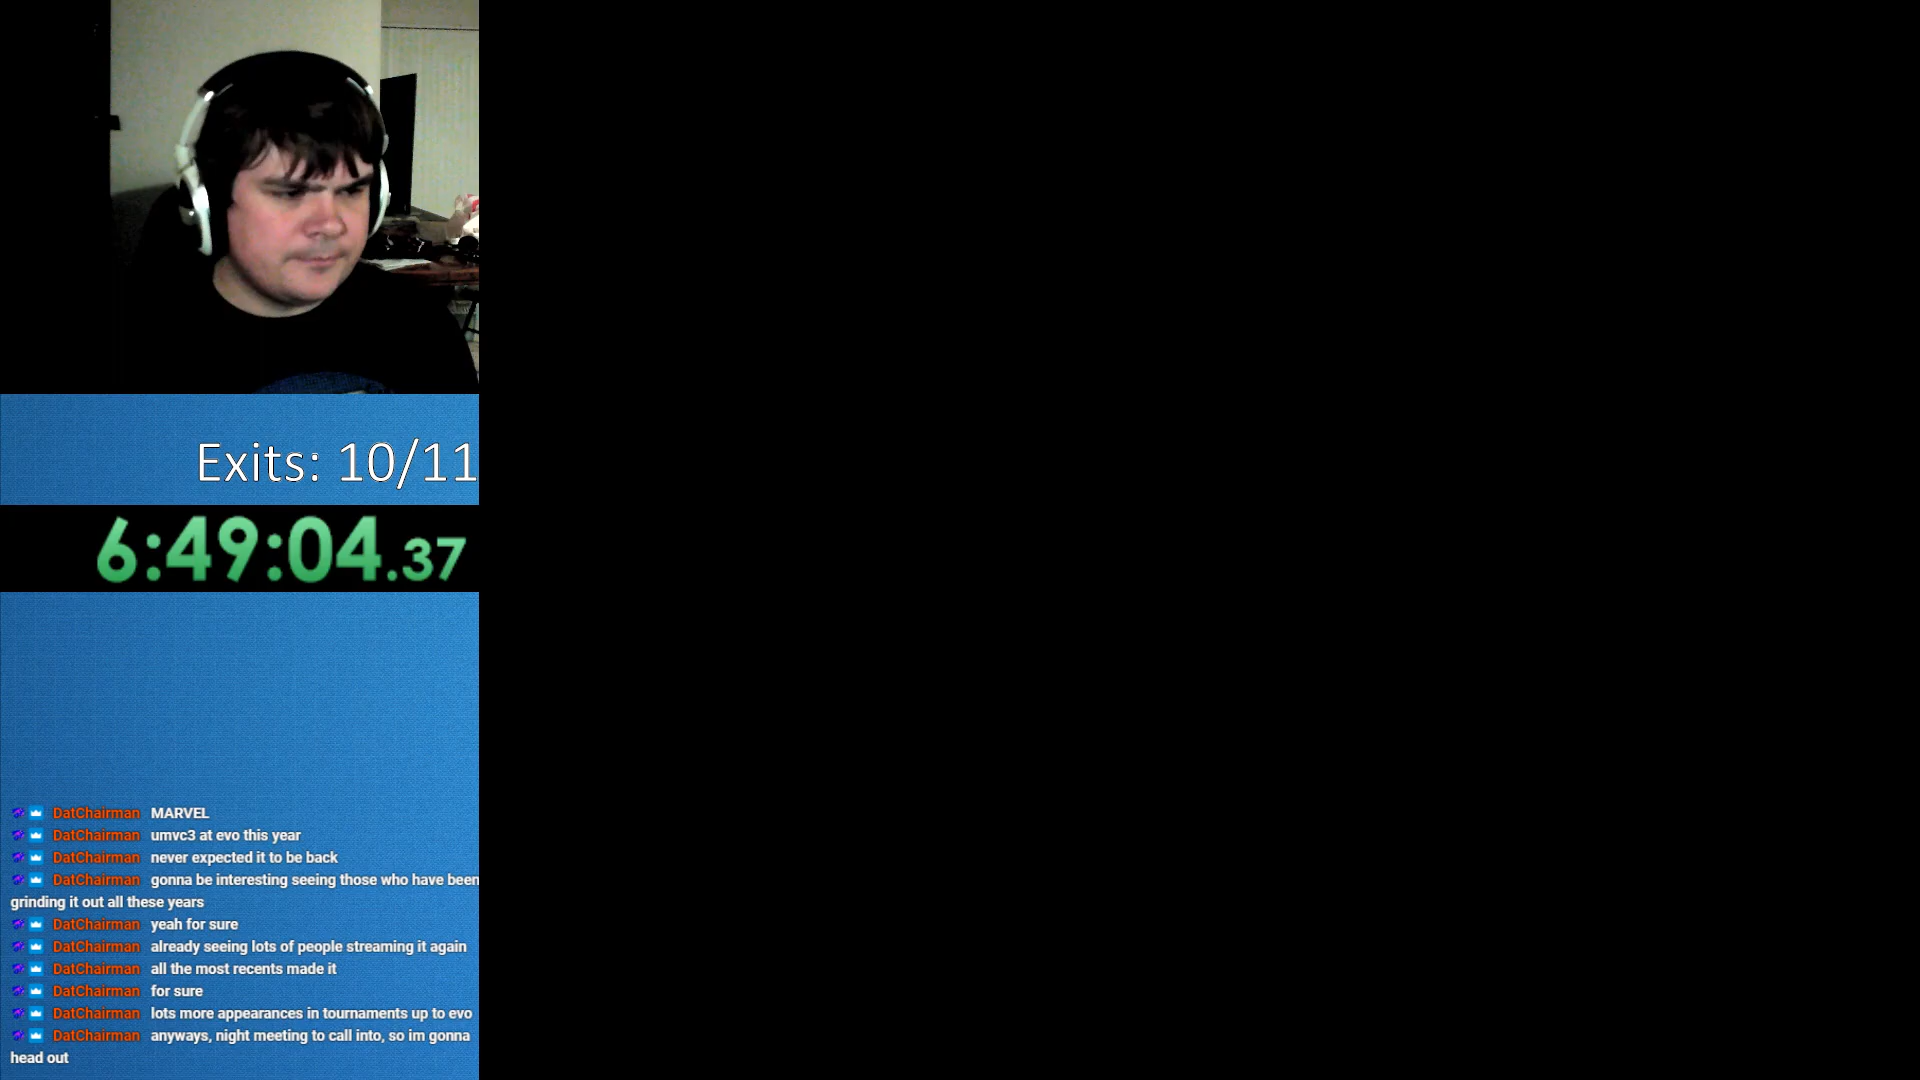 Exits: 10/11
6:49:04.37
DatChairman MARVEL
DatChairman umvc3 at evo this year
DatChairman never expected it to be back
DatChairman gonna be interesting seeing those who have been
grinding it out all these years
DatChairman yeah for sure
DatChairman already seeing lots of people streaming it again
DatChairman all the most recents made it
DatChairman for sure
DatChairman lots more appearances in tournaments up to evo
DatChairman anyways, night meeting to call into, so im gonna
head out